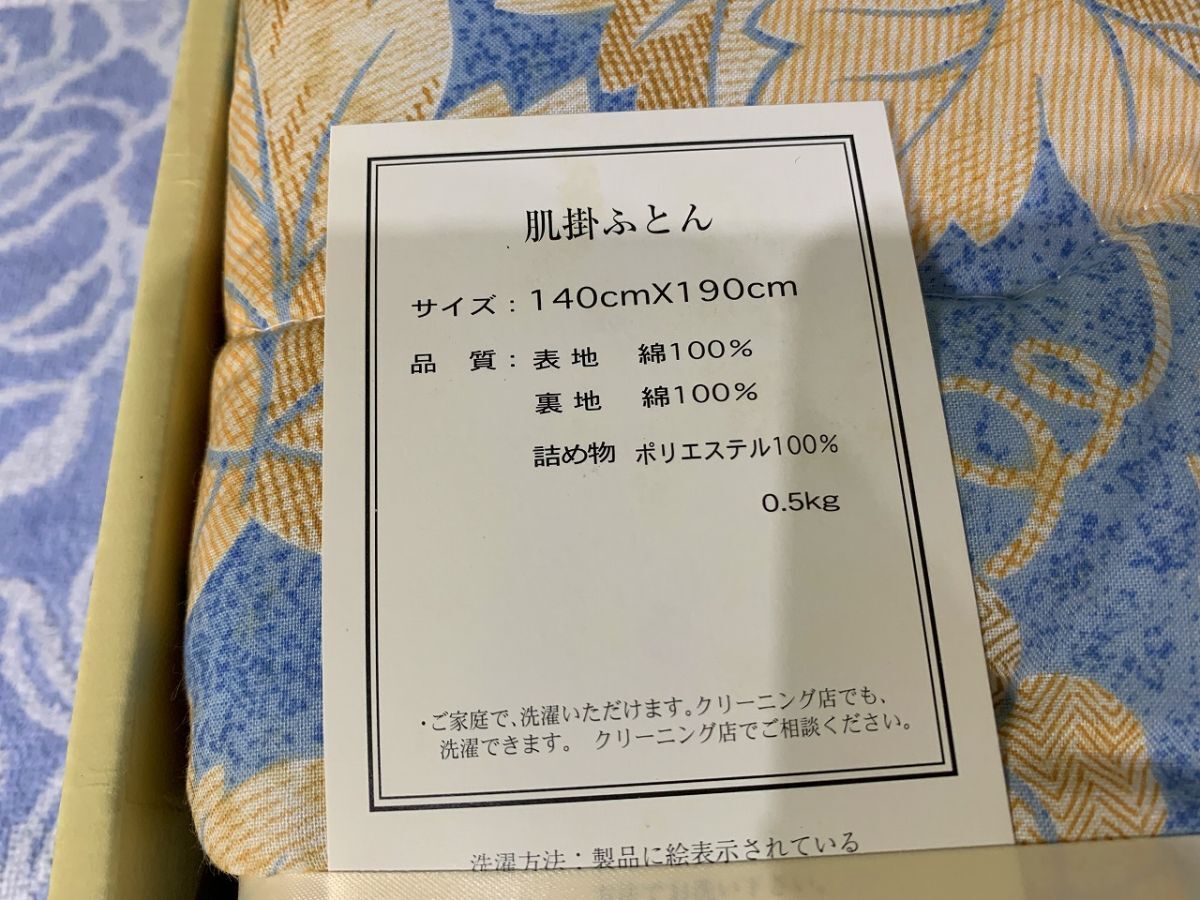 肌掛ふとん
サイズ：140cmX190cm
品　質：表 地　綿100%
裏 地　綿100%
詰め物　ポリエステル100%
0.5kg
・ご家庭で、洗濯いただけます。クリーニング店でも、
洗濯できます。　クリーニング店でご相談ください。
洗濯方法：製品に絵表示されている